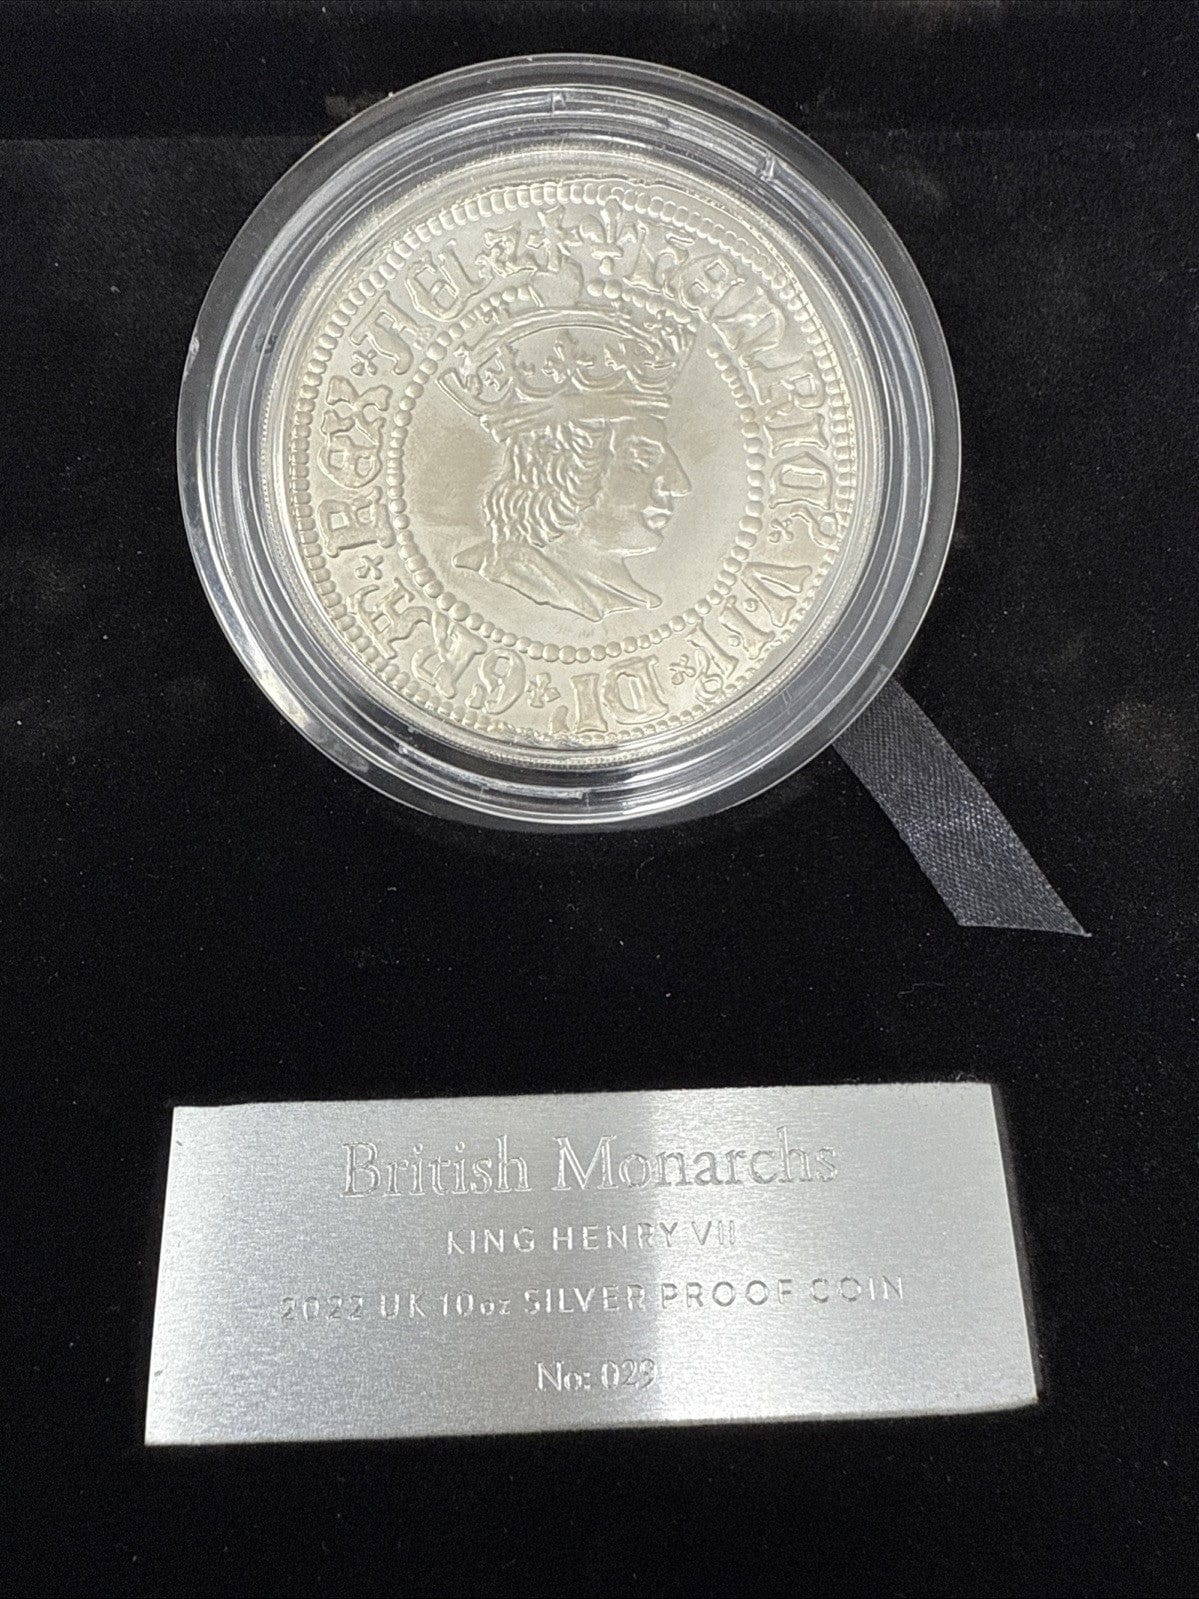 HENRIC' VII' DI' GRA' REX AGL' Z
British Monarchs
KING HENRY VII
2022 UK 10oz SILVER PROOF COIN
No: 029